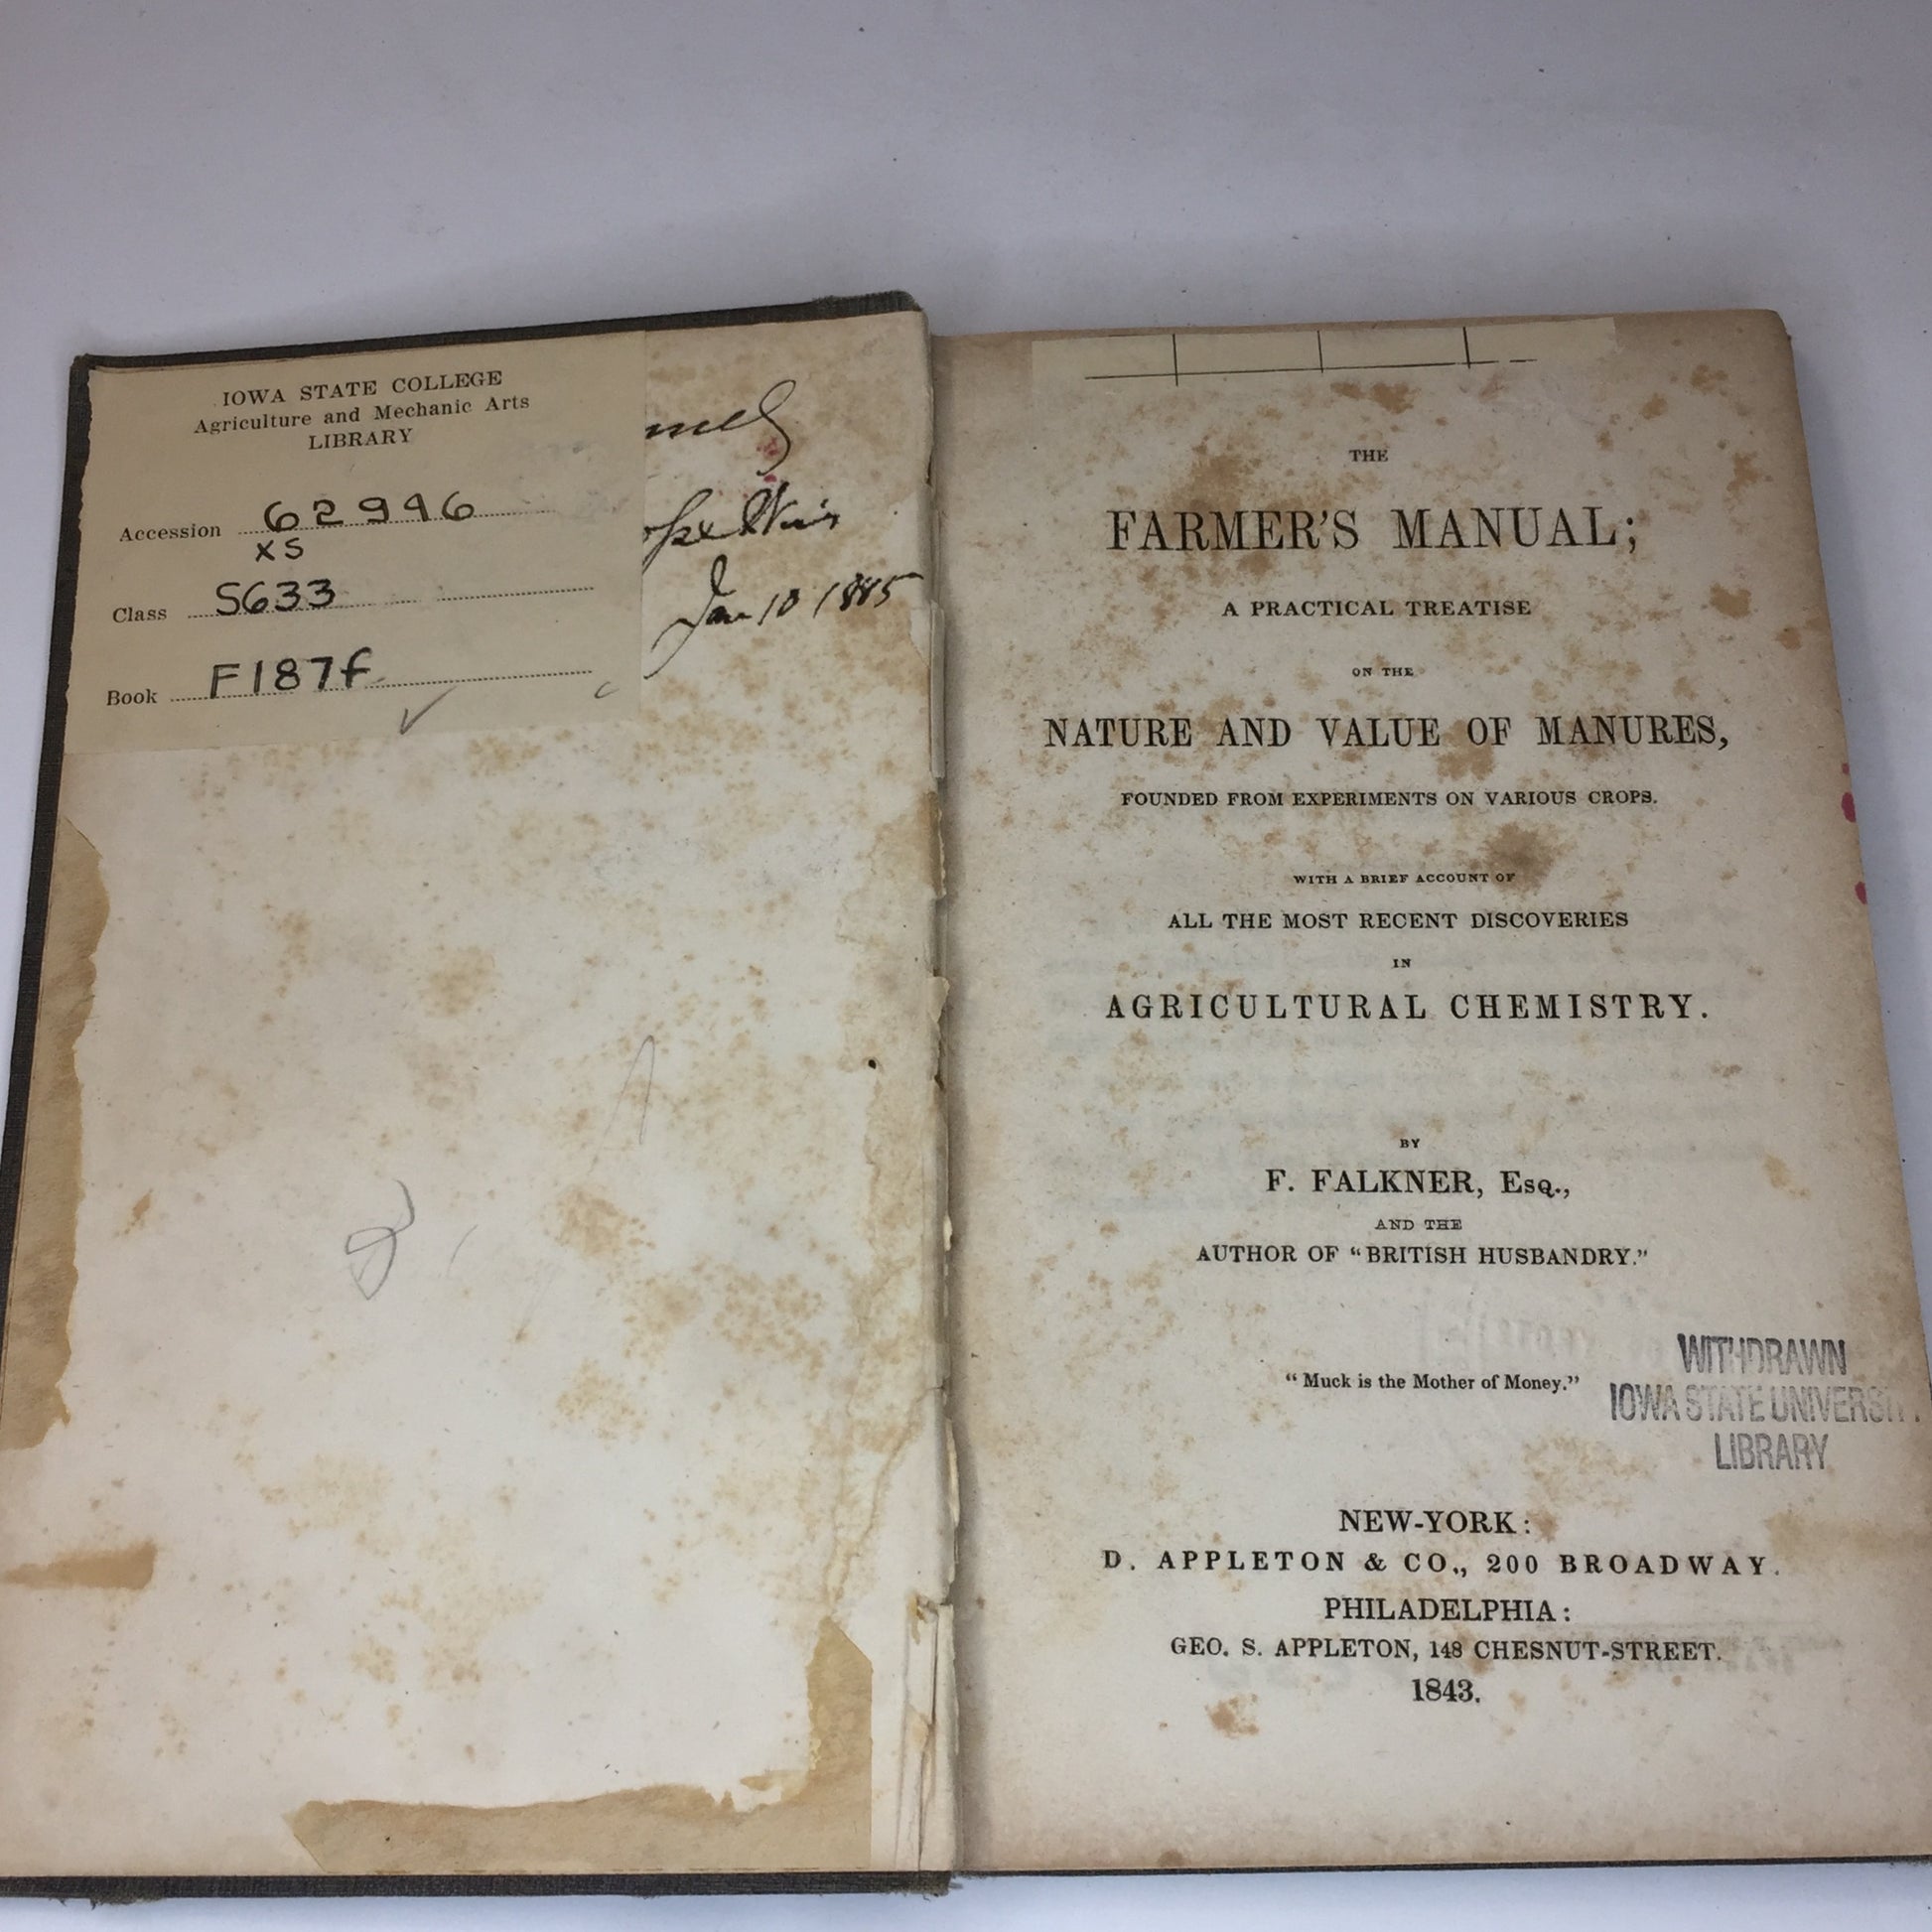 IOWA STATE COLLEGE
Agriculture and Mechanic Arts
LIBRARY
Accession 62996
XS
Class S633
Book F187f
Wis
Jan 10 1885
THE
FARMER'S MANUAL;
A PRACTICAL TREATISE
ON THE
NATURE AND VALUE OF MANURES,
FOUNDED FROM EXPERIMENTS ON VARIOUS CROPS.
WITH A BRIEF ACCOUNT OF
ALL THE MOST RECENT DISCOVERIES
IN
AGRICULTURAL CHEMISTRY.
BY
F. FALKNER, Esq.,
AND THE
AUTHOR OF "BRITISH HUSBANDRY."
"Muck is the Mother of Money."
WITHDRAWN
IOWA STATE UNIVERSITY
LIBRARY
NEW-YORK:
D. APPLETON & CO., 200 BROADWAY.
PHILADELPHIA:
GEO. S. APPLETON, 148 CHESNUT-STREET.
1843.